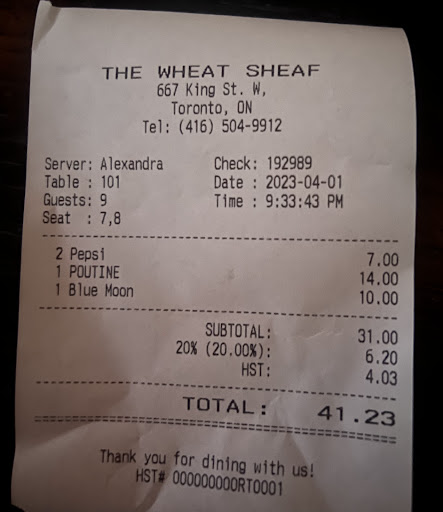 THE WHEAT SHEAF
667 King St. W,
Toronto, ON
Tel: (416) 504-9912
Server: Alexandra Check: 192989
Table : 101 Date : 2023-04-01
Guests: 9 Time : 9:33:43 PM
Seat : 7,8
2 Pepsi 7.00
1 POUTINE 14.00
1 Blue Moon 10.00
SUBTOTAL: 31.00
20% (20.00%): 6.20
HST: 4.03
TOTAL: 41.23
Thank you for dining with us!
HST# 000000000RT0001